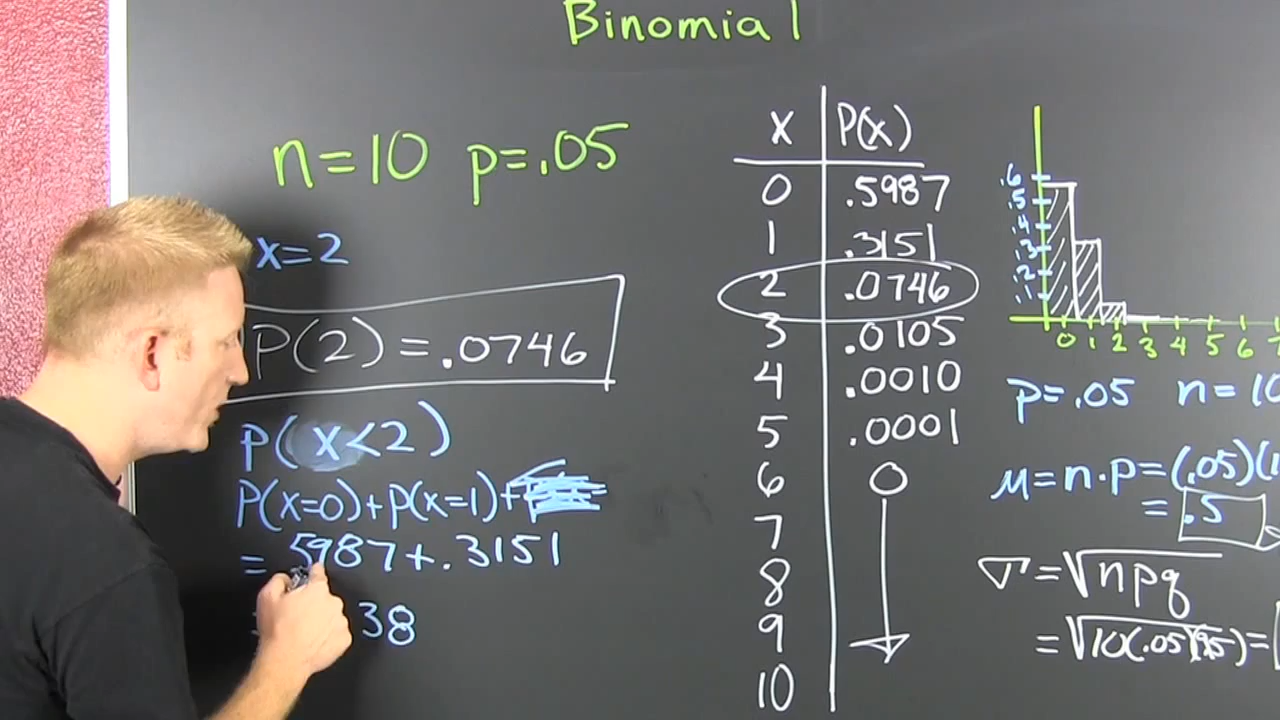 Binomial
n=10 p=.05
x=2
P(2)=.0746
P(x<2)
P(x=0)+P(x=1)+
= 5987+.3151
38
x P(x)
0 .5987
1 .3151
2 .0746
3 .0105
4 .0010
5 .0001
6 0
7
8
9
10
.6
.5
.4
.3
.2
.1
0 1 2 3 4 5 6 7
p=.05 n=10
μ=n·p=(.05)(1
= .5
σ=√npq
=√10(.05)(.95)=